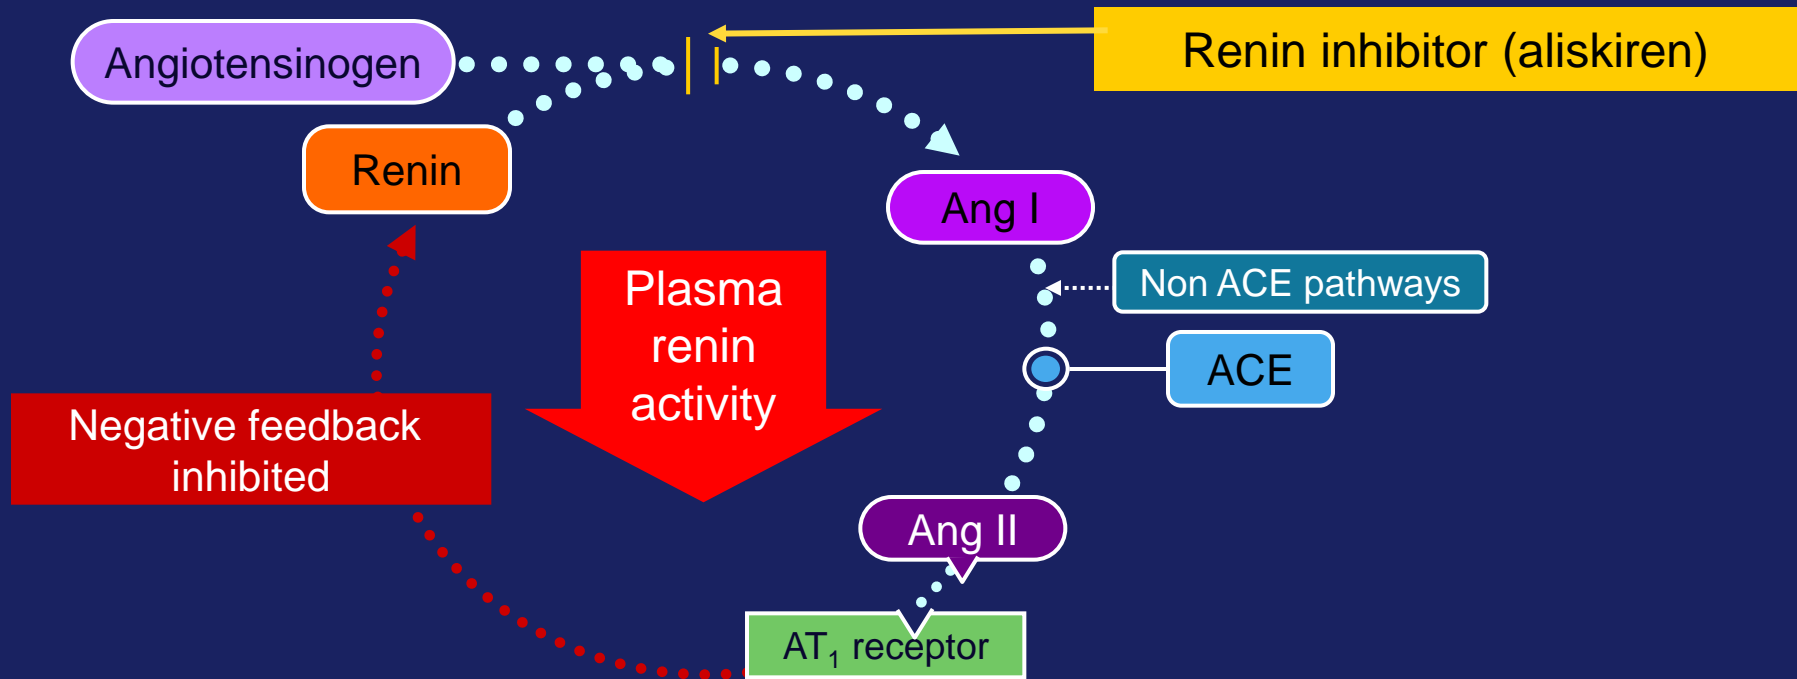 Angiotensinogen
Renin inhibitor (aliskiren)
Renin
Ang I
Plasma
renin
activity
Non ACE pathways
ACE
Negative feedback
inhibited
Ang II
AT₁ receptor